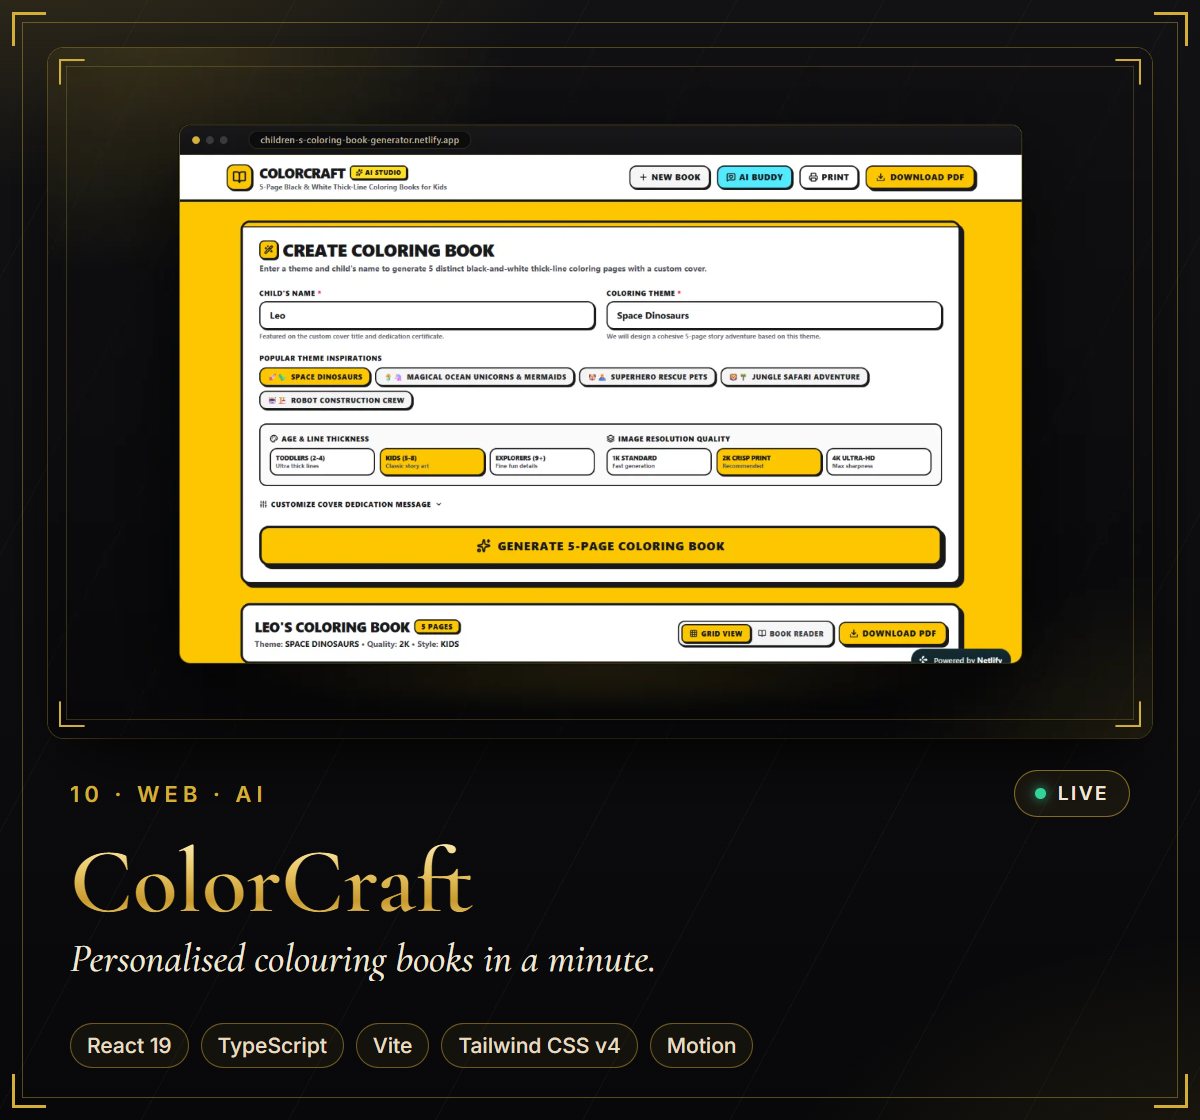 children-s-coloring-book-generator.netlify.app
COLORCRAFT AI STUDIO
5-Page Black & White Thick-Line Coloring Books for Kids
+ NEW BOOK AI BUDDY PRINT DOWNLOAD PDF
CREATE COLORING BOOK
Enter a theme and child's name to generate 5 distinct black-and-white thick-line coloring pages with a custom cover.
CHILD'S NAME * COLORING THEME *
Leo Space Dinosaurs
Featured on the custom cover title and dedication certificate. We will design a cohesive 5-page story adventure based on this theme.
POPULAR THEME INSPIRATIONS
SPACE DINOSAURS MAGICAL OCEAN UNICORNS & MERMAIDS SUPERHERO RESCUE PETS JUNGLE SAFARI ADVENTURE
ROBOT CONSTRUCTION CREW
AGE & LINE THICKNESS IMAGE RESOLUTION QUALITY
TODDLERS (2-4) KIDS (5-8) EXPLORERS (9+) 1K STANDARD 2K CRISP PRINT 4K ULTRA-HD
Ultra thick lines Classic story art Fine fun details Fast generation Recommended Max sharpness
CUSTOMIZE COVER DEDICATION MESSAGE
GENERATE 5-PAGE COLORING BOOK
LEO'S COLORING BOOK 5 PAGES GRID VIEW BOOK READER DOWNLOAD PDF
Theme: SPACE DINOSAURS • Quality: 2K • Style: KIDS
Powered by Netlify
10 · WEB · AI LIVE
ColorCraft
Personalised colouring books in a minute.
React 19 TypeScript Vite Tailwind CSS v4 Motion